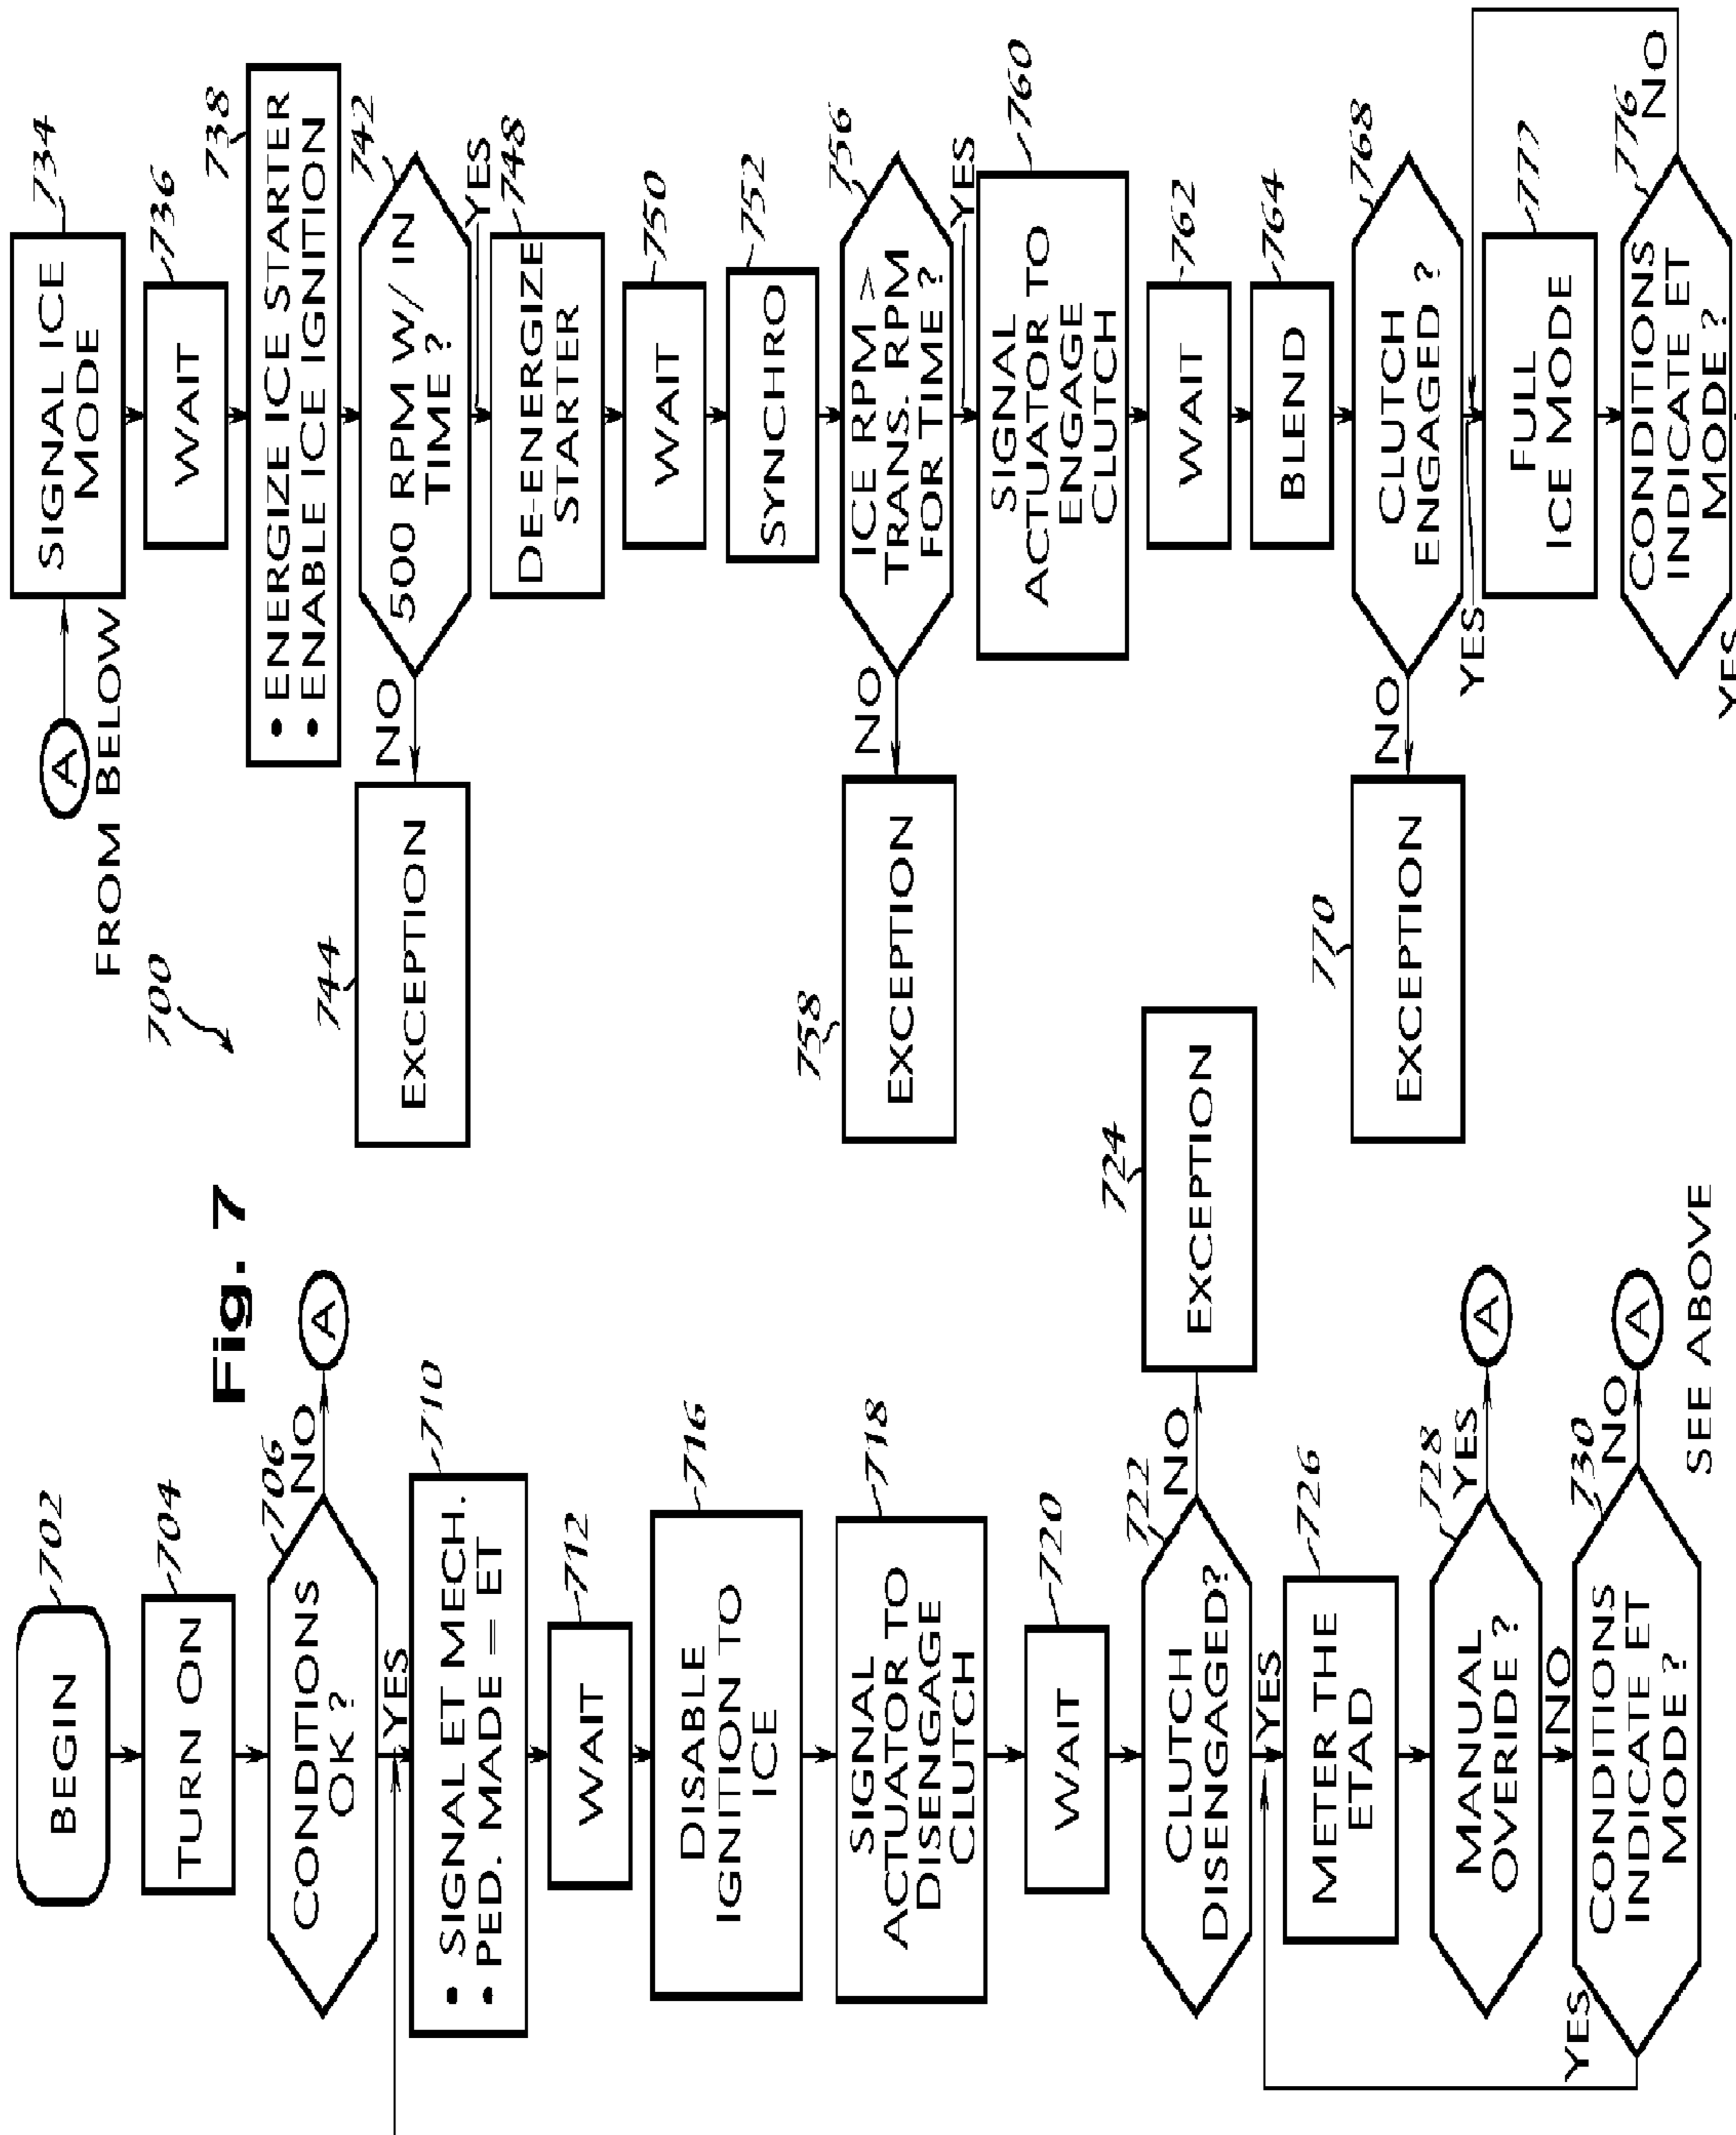 Fig. 7
700
BEGIN
702
TURN ON
704
CONDITIONS
OK?
706
NO
A
YES
• SIGNAL ET MECH.
• PED. MADE = ET
710
WAIT
712
DISABLE
IGNITION TO
ICE
716
SIGNAL
ACTUATOR TO
DISENGAGE
CLUTCH
718
WAIT
720
CLUTCH
DISENGAGED?
722
NO
EXCEPTION
724
YES
METER THE
ETAD
726
MANUAL
OVERIDE ?
728
YES
A
NO
CONDITIONS
INDICATE ET
MODE ?
730
NO
A
YES
SEE ABOVE
A
FROM BELOW
SIGNAL ICE
MODE
734
WAIT
736
• ENERGIZE ICE STARTER
• ENABLE ICE IGNITION
738
500 RPM W/ IN
TIME ?
742
NO
EXCEPTION
744
YES
DE-ENERGIZE
STARTER
748
WAIT
750
SYNCHRO
752
ICE RPM >
TRANS. RPM
FOR TIME ?
756
NO
EXCEPTION
758
YES
SIGNAL
ACTUATOR TO
ENGAGE
CLUTCH
760
WAIT
762
BLEND
764
CLUTCH
ENGAGED ?
768
NO
EXCEPTION
770
YES
FULL
ICE MODE
777
CONDITIONS
INDICATE ET
MODE ?
776
NO
YES